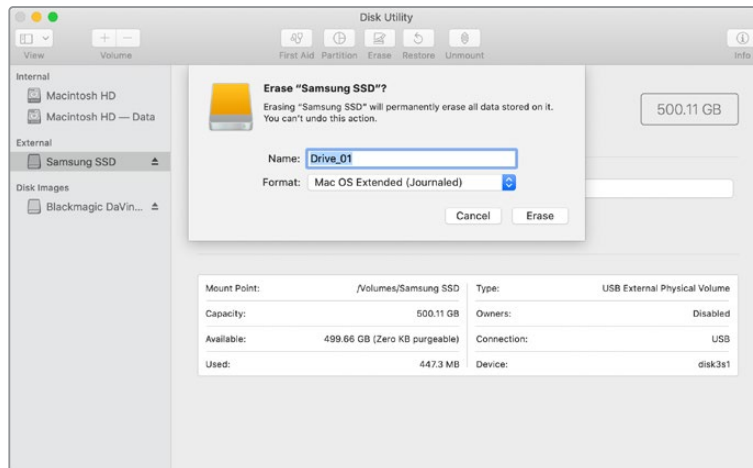 Disk Utility
View
Volume
First Aid
Partition
Erase
Restore
Unmount
Info
Internal
Macintosh HD
Macintosh HD — Data
External
Samsung SSD
Disk Images
Blackmagic DaVin...
Erase “Samsung SSD”?
Erasing “Samsung SSD” will permanently erase all data stored on it.
You can't undo this action.
Name: Drive_01
Format: Mac OS Extended (Journaled)
Cancel
Erase
500.11 GB
Mount Point: /Volumes/Samsung SSD
Type: USB External Physical Volume
Capacity: 500.11 GB
Owners: Disabled
Available: 499.66 GB (Zero KB purgeable)
Connection: USB
Used: 447.3 MB
Device: disk3s1